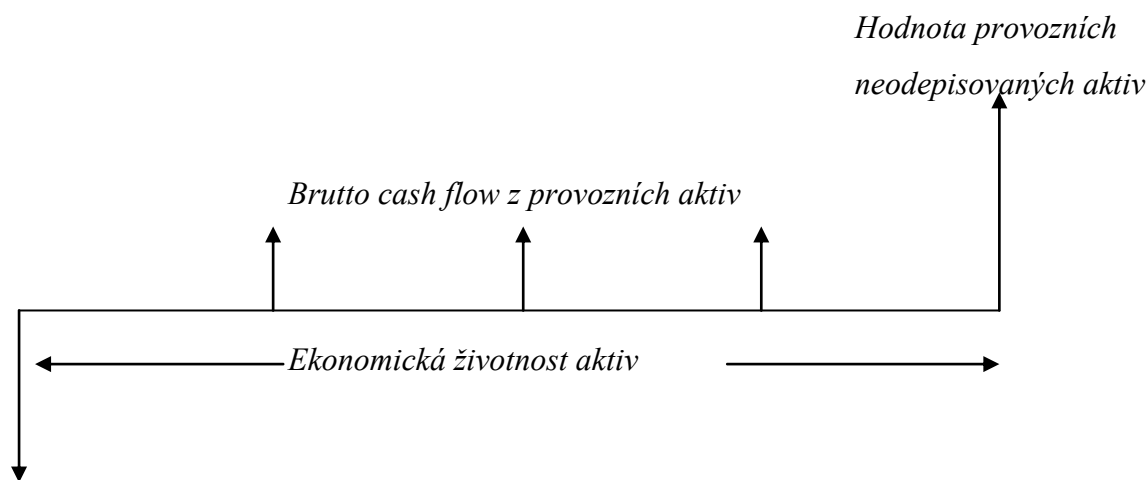 Hodnota provozních
neodepisovaných aktiv
Brutto cash flow z provozních aktiv
Ekonomická životnost aktiv